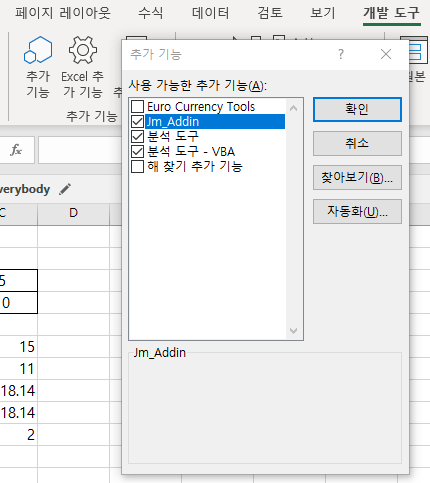 페이지 레이아웃 수식 데이터 검토 보기 개발 도구
추가 기능
Excel 추가 기능
추가 기능
fx
추가 기능 ? ×
사용 가능한 추가 기능(A):
Euro Currency Tools
Jm_Addin
분석 도구
분석 도구 - VBA
해 찾기 추가 기능
확인
취소
찾아보기(B)...
자동화(U)...
Jm_Addin
원본
verybody
C D
5
0
15
11
18.14
18.14
2